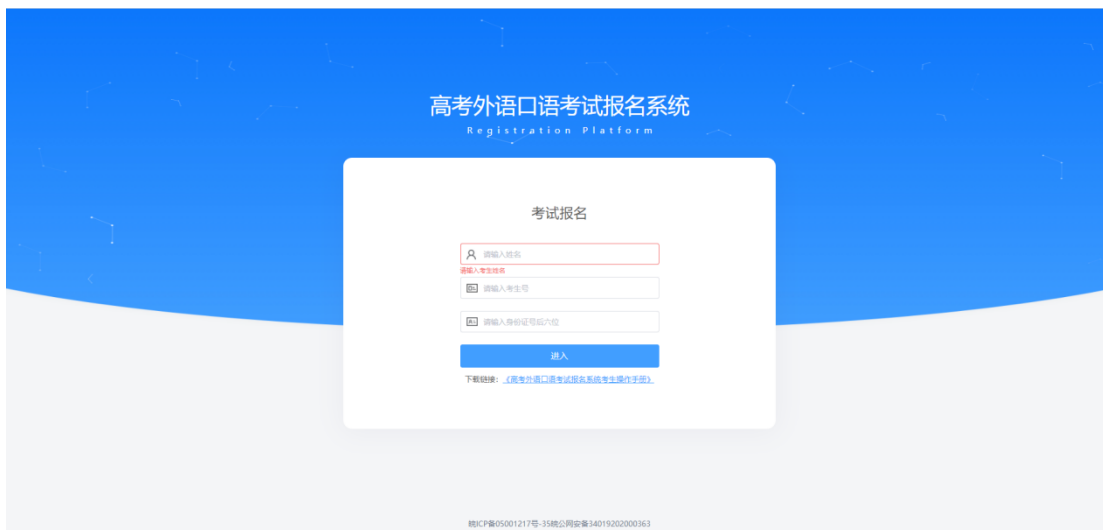 高考外语口语考试报名系统
Registration Platform
考试报名
请输入姓名
请输入考生姓名
请输入考生号
请输入身份证号后六位
进入
下载链接：《高考外语口语考试报名系统考生操作手册》
皖ICP备05001217号-35皖公网安备34019202000363